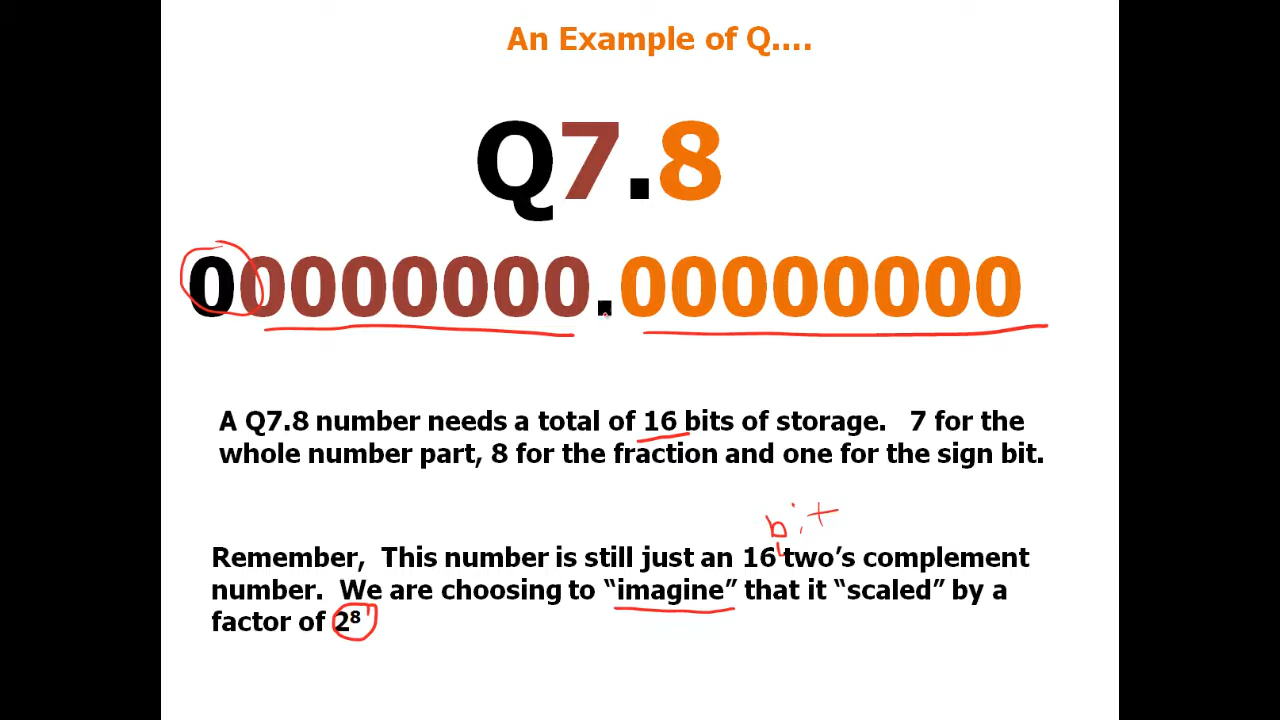 An Example of Q....
Q7.8
00000000.00000000
A Q7.8 number needs a total of 16 bits of storage. 7 for the
whole number part, 8 for the fraction and one for the sign bit.
bit
Remember, This number is still just an 16 two’s complement
number. We are choosing to “imagine” that it “scaled” by a
factor of 2⁸